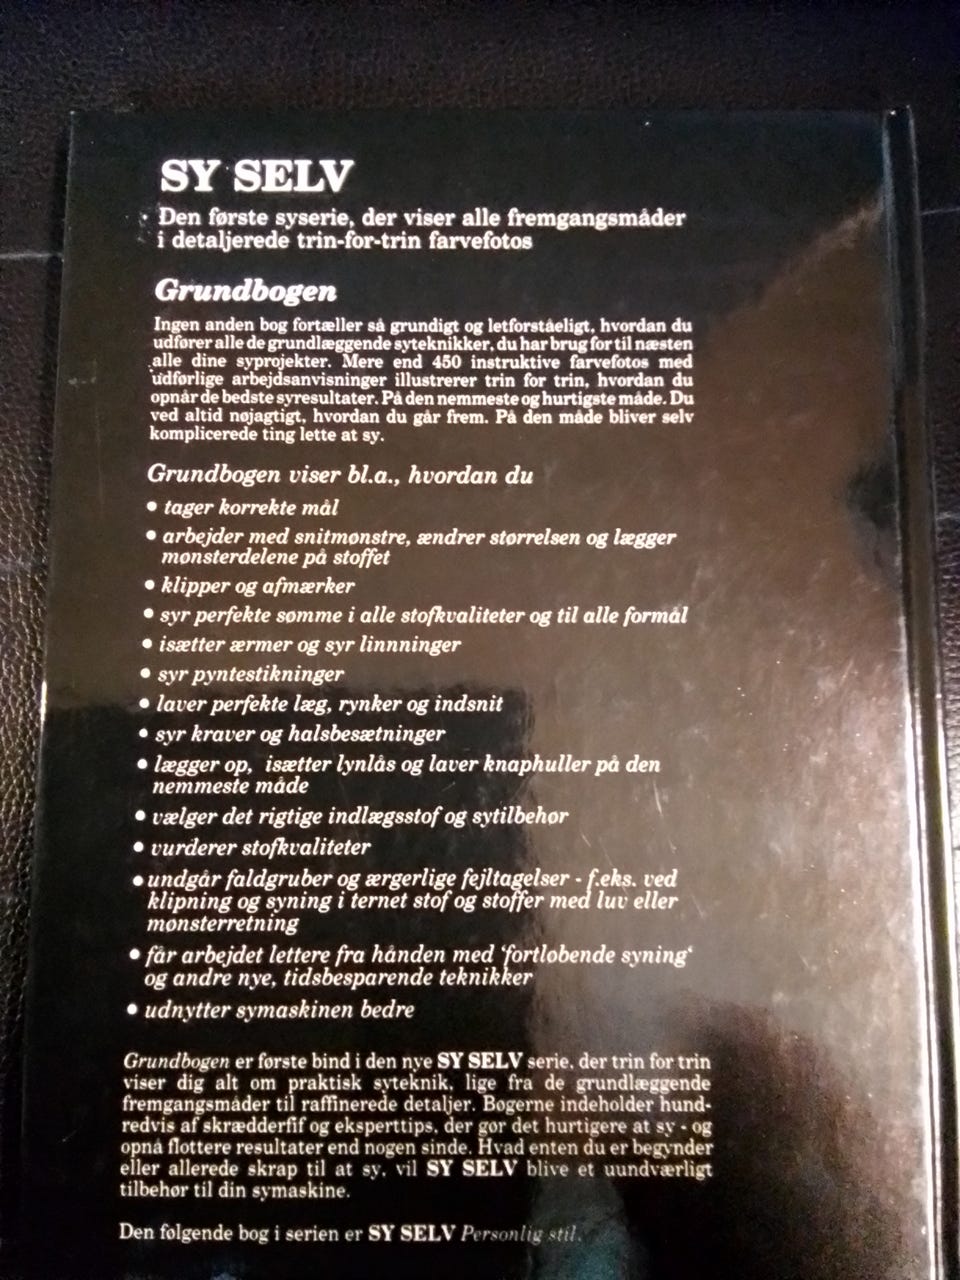 SY SELV
Den første syserie, der viser alle fremgangsmåder
i detaljerede trin-for-trin farvefotos
Grundbogen
Ingen anden bog fortæller så grundigt og letforståeligt, hvordan du
udfører alle de grundlæggende syteknikker, du har brug for til næsten
alle dine syprojekter. Mere end 450 instruktive farvefotos med
udførlige arbejdsanvisninger illustrerer trin for trin, hvordan du
opnår de bedste syresultater. På den nemmeste og hurtigste måde. Du
ved altid nøjagtigt, hvordan du går frem. På den måde bliver selv
komplicerede ting lette at sy.
Grundbogen viser bl.a., hvordan du
• tager korrekte mål
• arbejder med snitmønstre, ændrer størrelsen og lægger
mønsterdelene på stoffet
• klipper og afmærker
• syr perfekte sømme i alle stofkvaliteter og til alle formål
• isætter ærmer og syr linnninger
• syr pyntestikninger
• laver perfekte læg, rynker og indsnit
• syr kraver og halsbesætninger
• lægger op, isætter lynlås og laver knaphuller på den
nemmeste måde
• vælger det rigtige indlægsstof og sytilbehør
• vurderer stofkvaliteter
• undgår faldgruber og ærgerlige fejltagelser - f.eks. ved
klipning og syning i ternet stof og stoffer med luv eller
mønsterretning
• får arbejdet lettere fra hånden med ‘fortløbende syning‘
og andre nye, tidsbesparende teknikker
• udnytter symaskinen bedre
Grundbogen er første bind i den nye SY SELV serie, der trin for trin
viser dig alt om praktisk syteknik, lige fra de grundlæggende
fremgangsmåder til raffinerede detaljer. Bøgerne indeholder hund-
redvis af skrædderfif og eksperttips, der gør det hurtigere at sy - og
opnå flottere resultater end nogen sinde. Hvad enten du er begynder
eller allerede skrap til at sy, vil SY SELV blive et uundværligt
tilbehør til din symaskine.
Den følgende bog i serien er SY SELV Personlig stil.